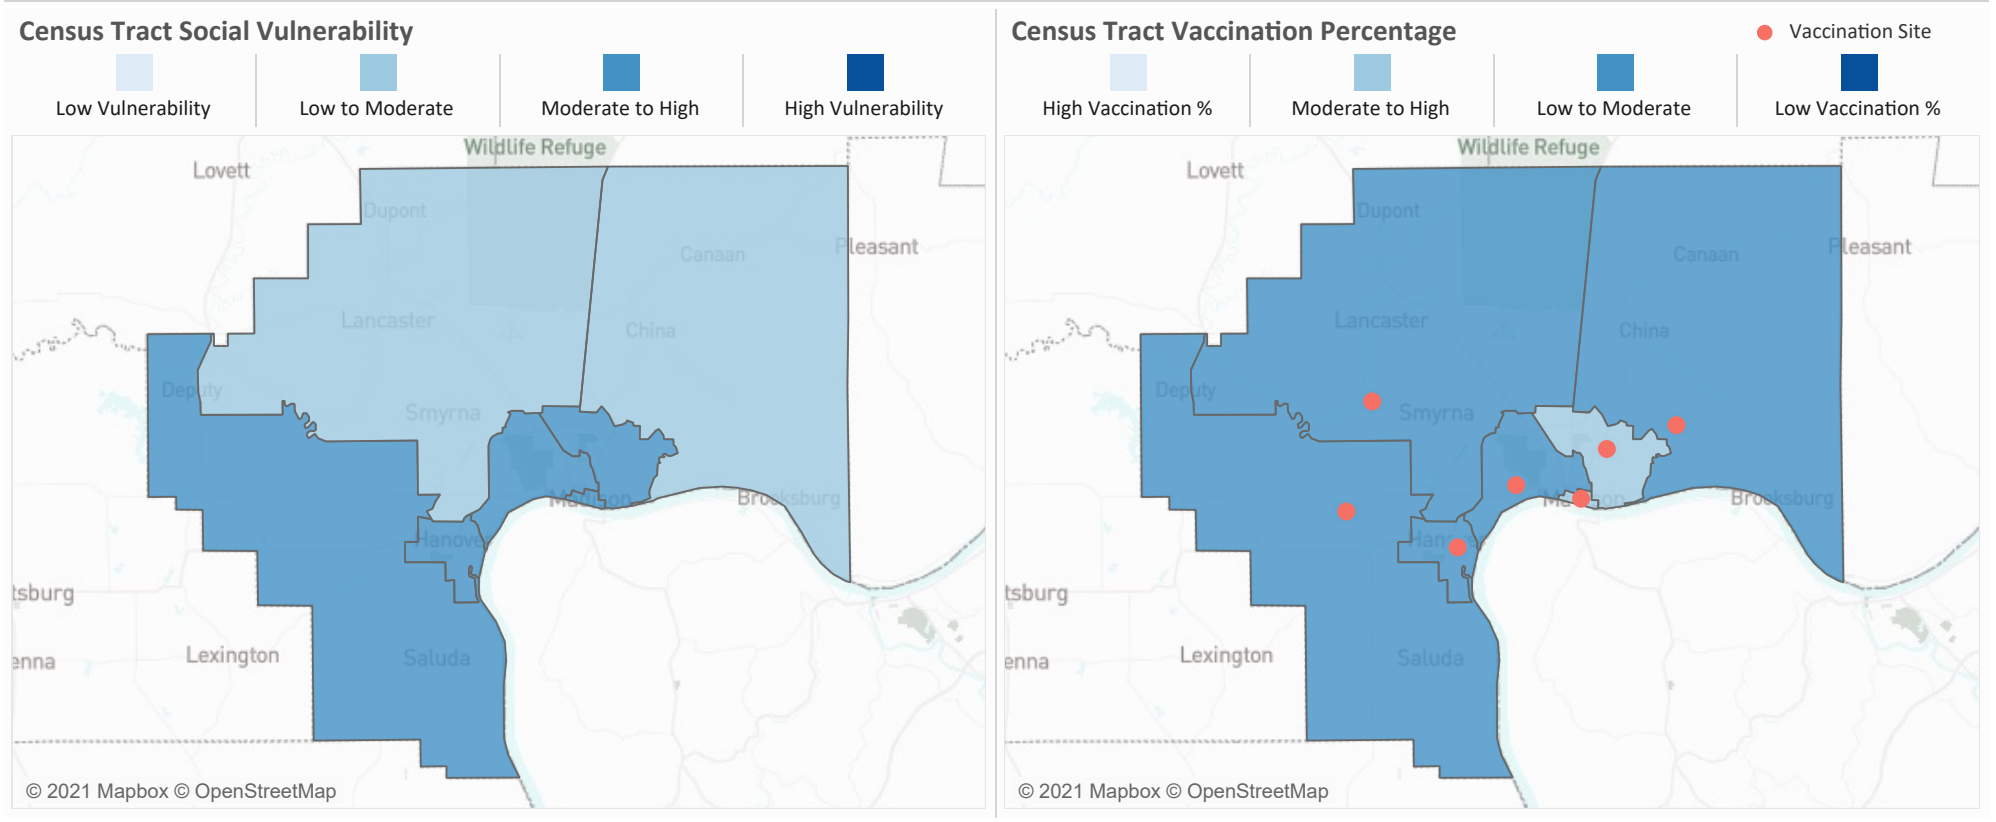 Census Tract Social Vulnerability
Low Vulnerability
Low to Moderate
Moderate to High
High Vulnerability
Wildlife Refuge
Lovett
Dupont
Canaan
Pleasant
Lancaster
China
Deputy
Smyrna
Madison
Brooksburg
Hanover
tsburg
enna
Lexington
Saluda
© 2021 Mapbox © OpenStreetMap
Census Tract Vaccination Percentage
Vaccination Site
High Vaccination %
Moderate to High
Low to Moderate
Low Vaccination %
Wildlife Refuge
Lovett
Dupont
Canaan
Pleasant
Lancaster
China
Deputy
Smyrna
Brooksburg
tsburg
enna
Lexington
Saluda
© 2021 Mapbox © OpenStreetMap